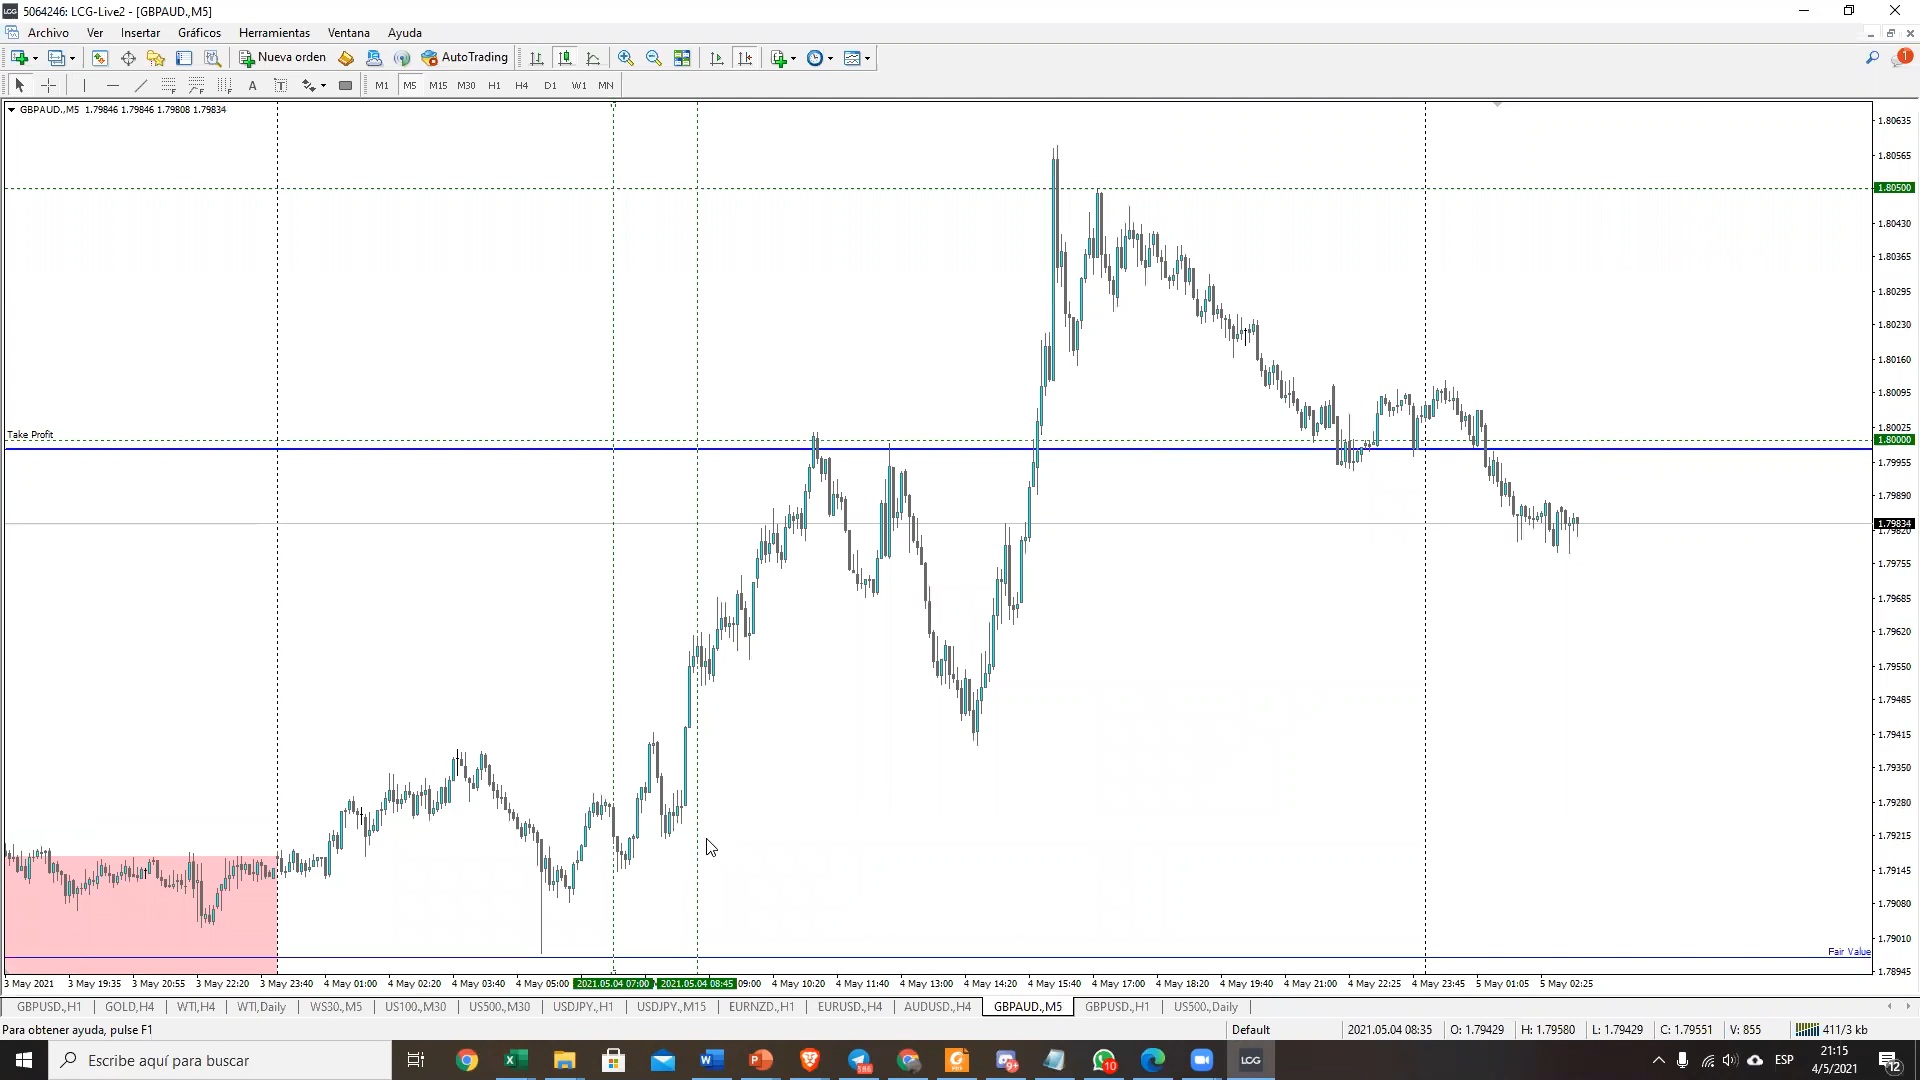 5064246: LCG-Live2 - [GBPAUD.,M5]
Archivo Ver Insertar Gráficos Herramientas Ventana Ayuda
Nueva orden AutoTrading
1
M1 M5 M15 M30 H1 H4 D1 W1 MN
GBPAUD.,M5 1.79846 1.79846 1.79808 1.79834
1.80635
1.80565
1.80500
1.80430
1.80365
1.80295
1.80230
1.80160
1.80095
1.80025
Take Profit
1.80000
1.79955
1.79890
1.79834
1.79820
1.79755
1.79685
1.79620
1.79550
1.79485
1.79415
1.79350
1.79280
1.79215
1.79145
1.79080
1.79010
Fair Value
1.78945
3 May 2021 3 May 19:35 3 May 20:55 3 May 22:20 3 May 23:40 4 May 01:00 4 May 02:20 4 May 03:40 4 May 05:00 2021.05.04 07:00 2021.05.04 08:45 09:00 4 May 10:20 4 May 11:40 4 May 13:00 4 May 14:20 4 May 15:40 4 May 17:00 4 May 18:20 4 May 19:40 4 May 21:00 4 May 22:25 4 May 23:45 5 May 01:05 5 May 02:25
GBPUSD.,H1 GOLD,H4 WTI,H4 WTI,Daily WS30.,M5 US100.,M30 US500.,M30 USDJPY.,H1 USDJPY.,M15 EURNZD.,H1 EURUSD.,H4 AUDUSD.,H4 GBPAUD.,M5 GBPUSD.,H1 US500.,Daily
Para obtener ayuda, pulse F1 Default 2021.05.04 08:35 O: 1.79429 H: 1.79580 L: 1.79429 C: 1.79551 V: 855 411/3 kb
Escribe aquí para buscar
ESP
21:15
4/5/2021
12